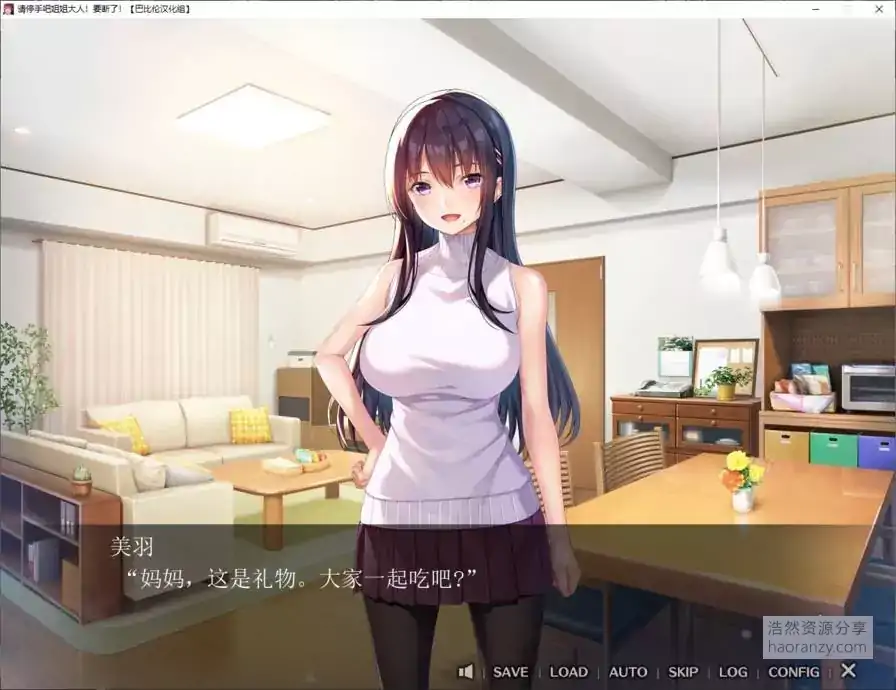 请停手吧姐姐大人！要断了！【巴比伦汉化组】
美羽
“妈妈，这是礼物。大家一起吃吧?”
浩然资源分享
haoranzy.com
SAVE LOAD AUTO SKIP LOG CONFIG